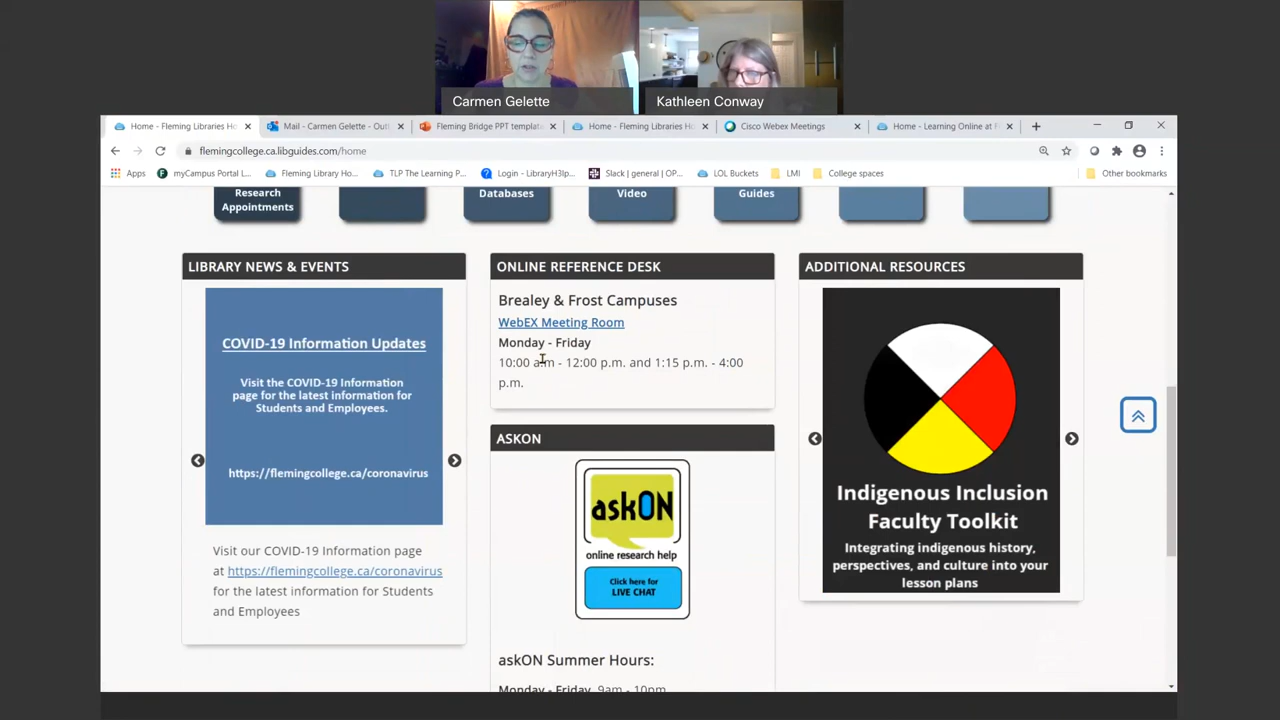 Carmen Gelette
Kathleen Conway
Home - Fleming Libraries Ho
Mail - Carmen Gelette - Outl
Fleming Bridge PPT templat
Home - Fleming Libraries Ho
Cisco Webex Meetings
Home - Learning Online at F
flemingcollege.ca.libguides.com/home
Apps
myCampus Portal L...
Fleming Library Ho...
TLP The Learning P...
Login - LibraryH3lp...
Slack | general | OP...
LOL Buckets
LMI
College spaces
Other bookmarks
Research
Appointments
Databases
Video
Guides
LIBRARY NEWS & EVENTS
COVID-19 Information Updates
Visit the COVID-19 Information
page for the latest information for
Students and Employees.
https://flemingcollege.ca/coronavirus
Visit our COVID-19 Information page
at https://flemingcollege.ca/coronavirus
for the latest information for Students
and Employees
ONLINE REFERENCE DESK
Brealey & Frost Campuses
WebEX Meeting Room
Monday - Friday
10:00 a.m - 12:00 p.m. and 1:15 p.m. - 4:00
p.m.
ASKON
askON
online research help
Click here for
LIVE CHAT
askON Summer Hours:
Monday - Friday 9am - 10pm
ADDITIONAL RESOURCES
Indigenous Inclusion
Faculty Toolkit
Integrating indigenous history,
perspectives, and culture into your
lesson plans